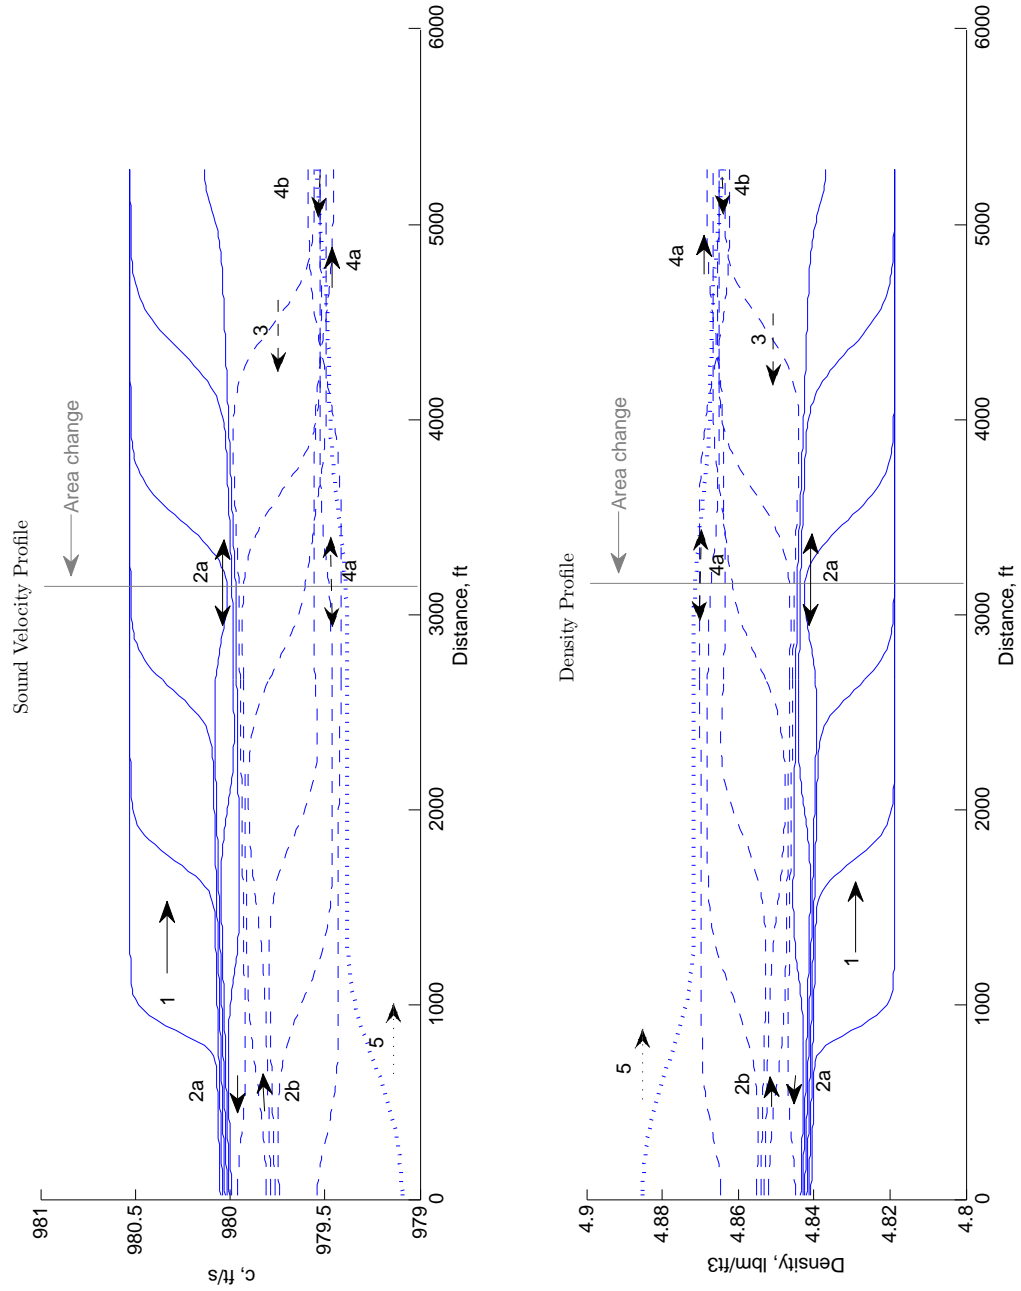 Sound Velocity Profile
Area change
981
980.5
980
979.5
979
c, ft/s
0
1000
2000
3000
4000
5000
6000
Distance, ft
1
2a
2a
2b
3
4a
4a
4b
5
Density Profile
Area change
4.9
4.88
4.86
4.84
4.82
4.8
Density, lbm/ft3
0
1000
2000
3000
4000
5000
6000
Distance, ft
1
2a
2a
2b
3
4a
4a
4b
5